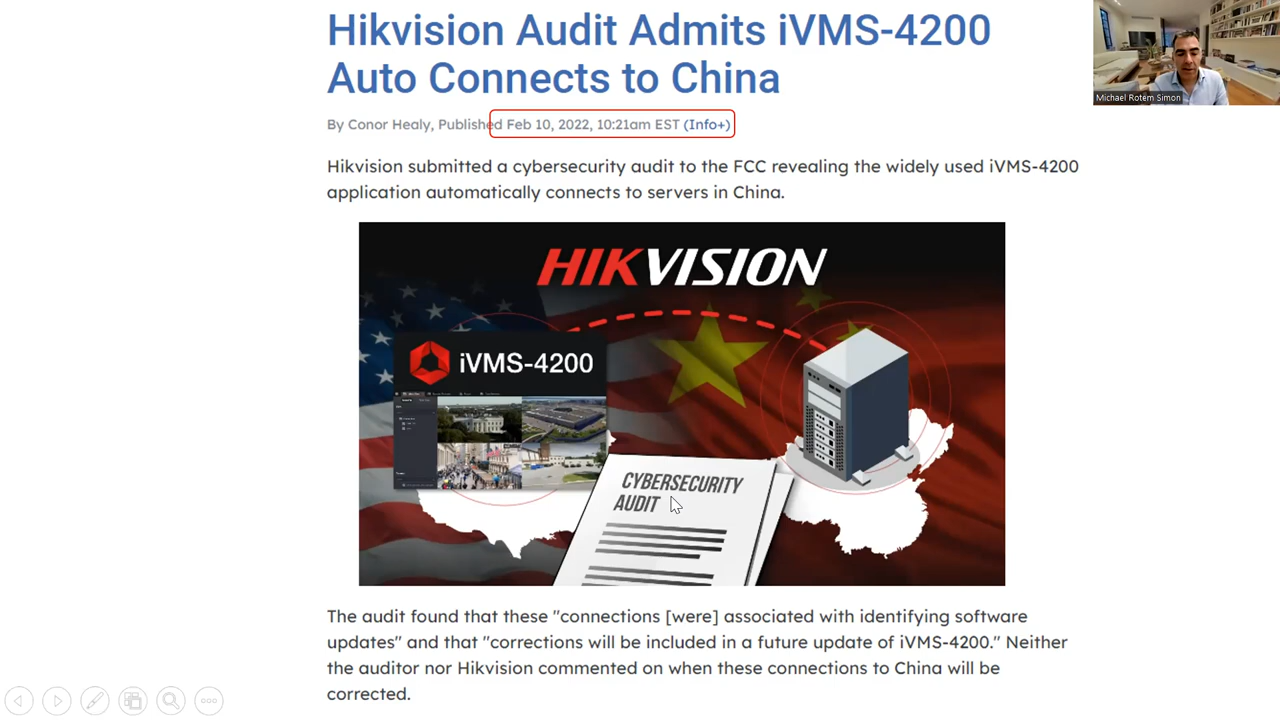 Hikvision Audit Admits iVMS-4200
Auto Connects to China
Michael Rotem Simon
By Conor Healy, Published Feb 10, 2022, 10:21am EST (Info+)
Hikvision submitted a cybersecurity audit to the FCC revealing the widely used iVMS-4200
application automatically connects to servers in China.
HIKVISION
iVMS-4200
CYBERSECURITY
AUDIT
The audit found that these "connections [were] associated with identifying software
updates" and that "corrections will be included in a future update of iVMS-4200." Neither
the auditor nor Hikvision commented on when these connections to China will be
corrected.